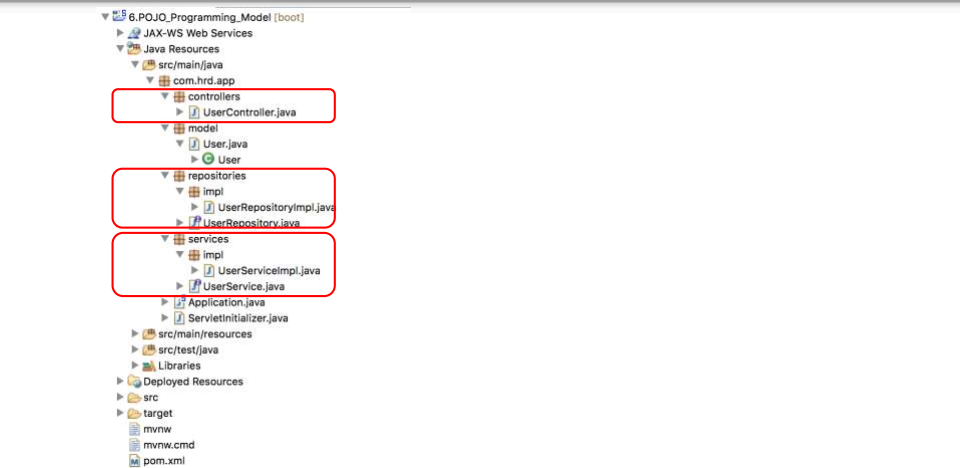 6.POJO_Programming_Model [boot]
JAX-WS Web Services
Java Resources
src/main/java
com.hrd.app
controllers
UserController.java
model
User.java
User
repositories
impl
UserRepositoryImpl.java
UserRepository.java
services
impl
UserServiceImpl.java
UserService.java
Application.java
ServletInitializer.java
src/main/resources
src/test/java
Libraries
Deployed Resources
src
target
mvnw
mvnw.cmd
pom.xml